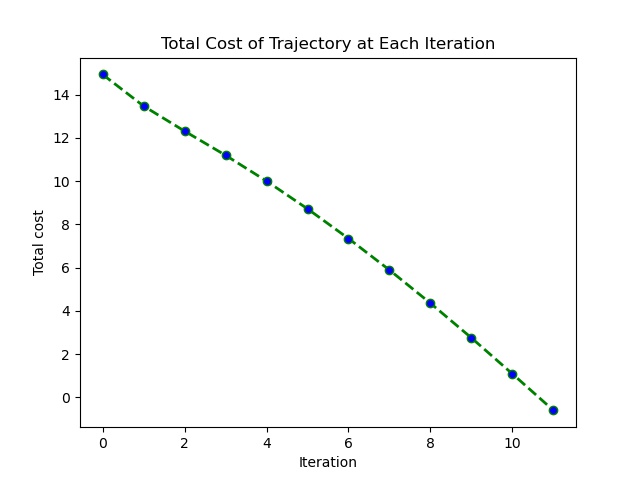 Total Cost of Trajectory at Each Iteration
14
12
10
8
6
4
2
0
Total cost
0 2 4 6 8 10
Iteration